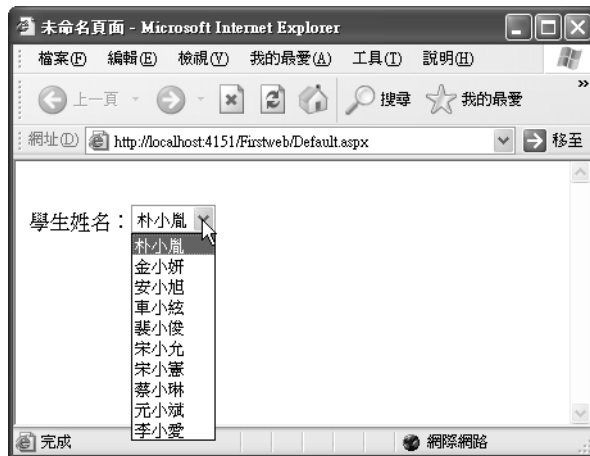 未命名頁面 - Microsoft Internet Explorer
檔案(F) 編輯(E) 檢視(V) 我的最愛(A) 工具(T) 說明(H)
上一頁 搜尋 我的最愛 »
網址(D) http://localhost:4151/Firstweb/Default.aspx 移至
學生姓名：朴小胤
朴小胤
金小妍
安小旭
車小絃
裴小俊
宋小允
宋小憲
蔡小琳
元小斌
李小愛
完成 網際網路